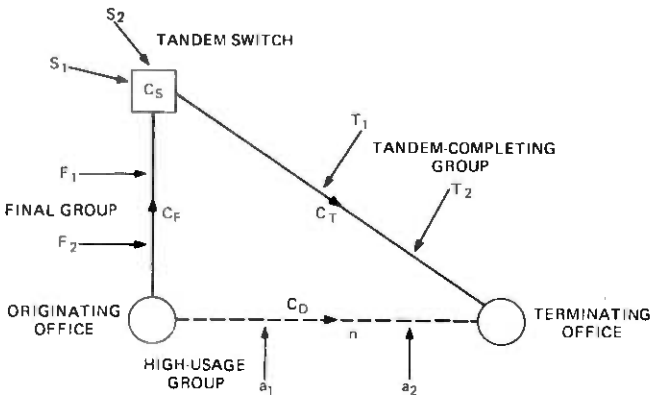 S2
TANDEM SWITCH
S1
CS
T1
TANDEM-COMPLETING
GROUP
F1
T2
FINAL GROUP
CF
CT
F2
ORIGINATING
OFFICE
CD
TERMINATING
OFFICE
n
HIGH-USAGE
GROUP
a1
a2